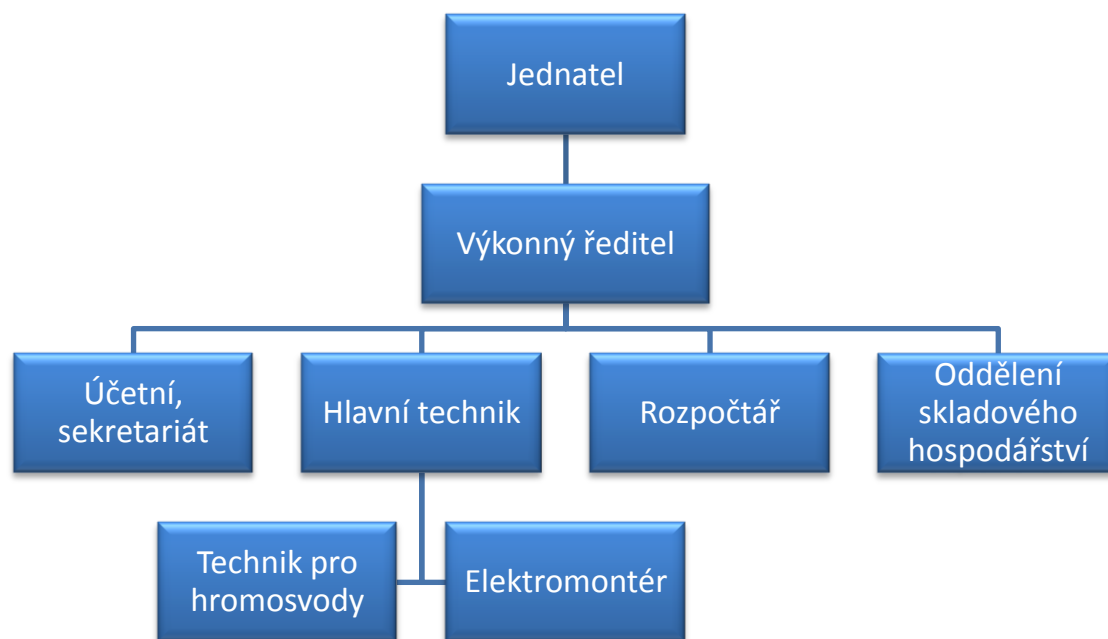 Jednatel
Výkonný ředitel
Účetní,
sekretariát
Hlavní technik
Rozpočtář
Oddělení
skladového
hospodářství
Technik pro
hromosvody
Elektromontér